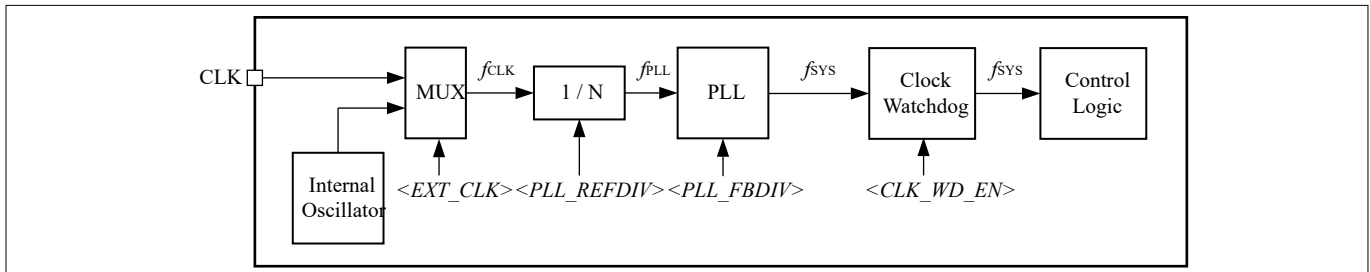 CLK
MUX
fCLK
1 / N
fPLL
PLL
fSYS
Clock
Watchdog
fSYS
Control
Logic
Internal
Oscillator
<EXT_CLK>
<PLL_REFDIV>
<PLL_FBDIV>
<CLK_WD_EN>